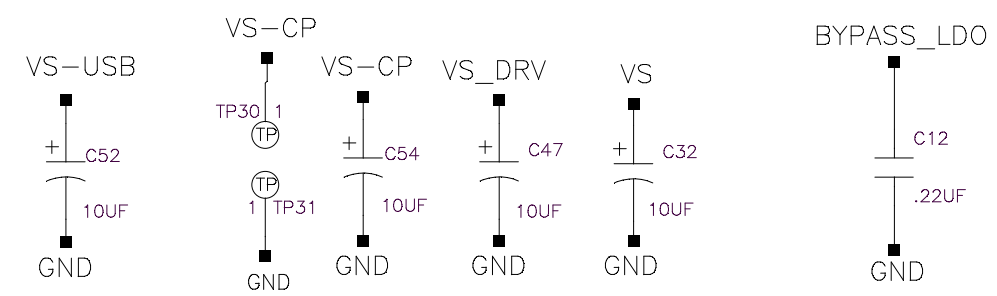 VS-USB
+ C52
10UF
GND
VS-CP
TP30 1
TP
TP
1 TP31
GND
VS-CP
+ C54
10UF
GND
VS_DRV
+ C47
10UF
GND
VS
+ C32
10UF
GND
BYPASS_LDO
C12
.22UF
GND